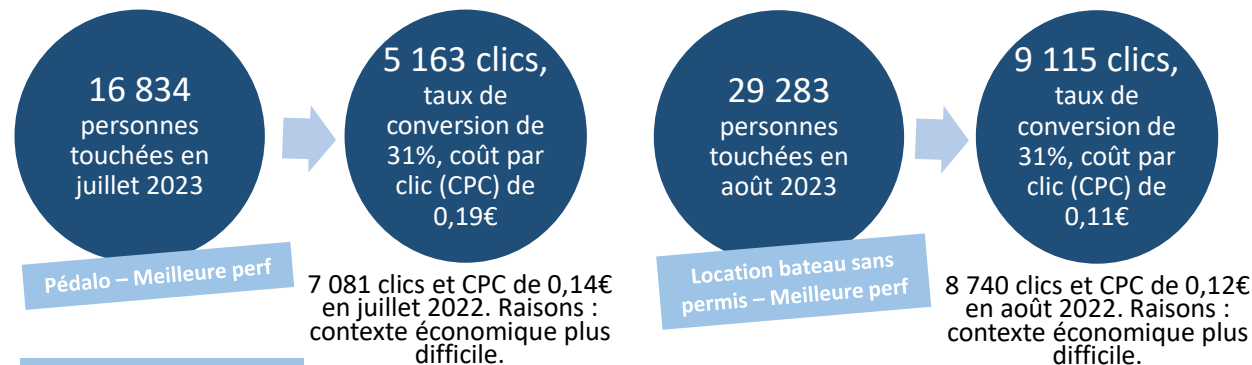 16 834
personnes
touchées en
juillet 2023
5 163 clics,
taux de
conversion de
31%, coût par
clic (CPC) de
0,19€
Pédalo – Meilleure perf
7 081 clics et CPC de 0,14€
en juillet 2022. Raisons :
contexte économique plus
difficile.
29 283
personnes
touchées en
août 2023
9 115 clics,
taux de
conversion de
31%, coût par
clic (CPC) de
0,11€
Location bateau sans
permis – Meilleure perf
8 740 clics et CPC de 0,12€
en août 2022. Raisons :
contexte économique plus
difficile.